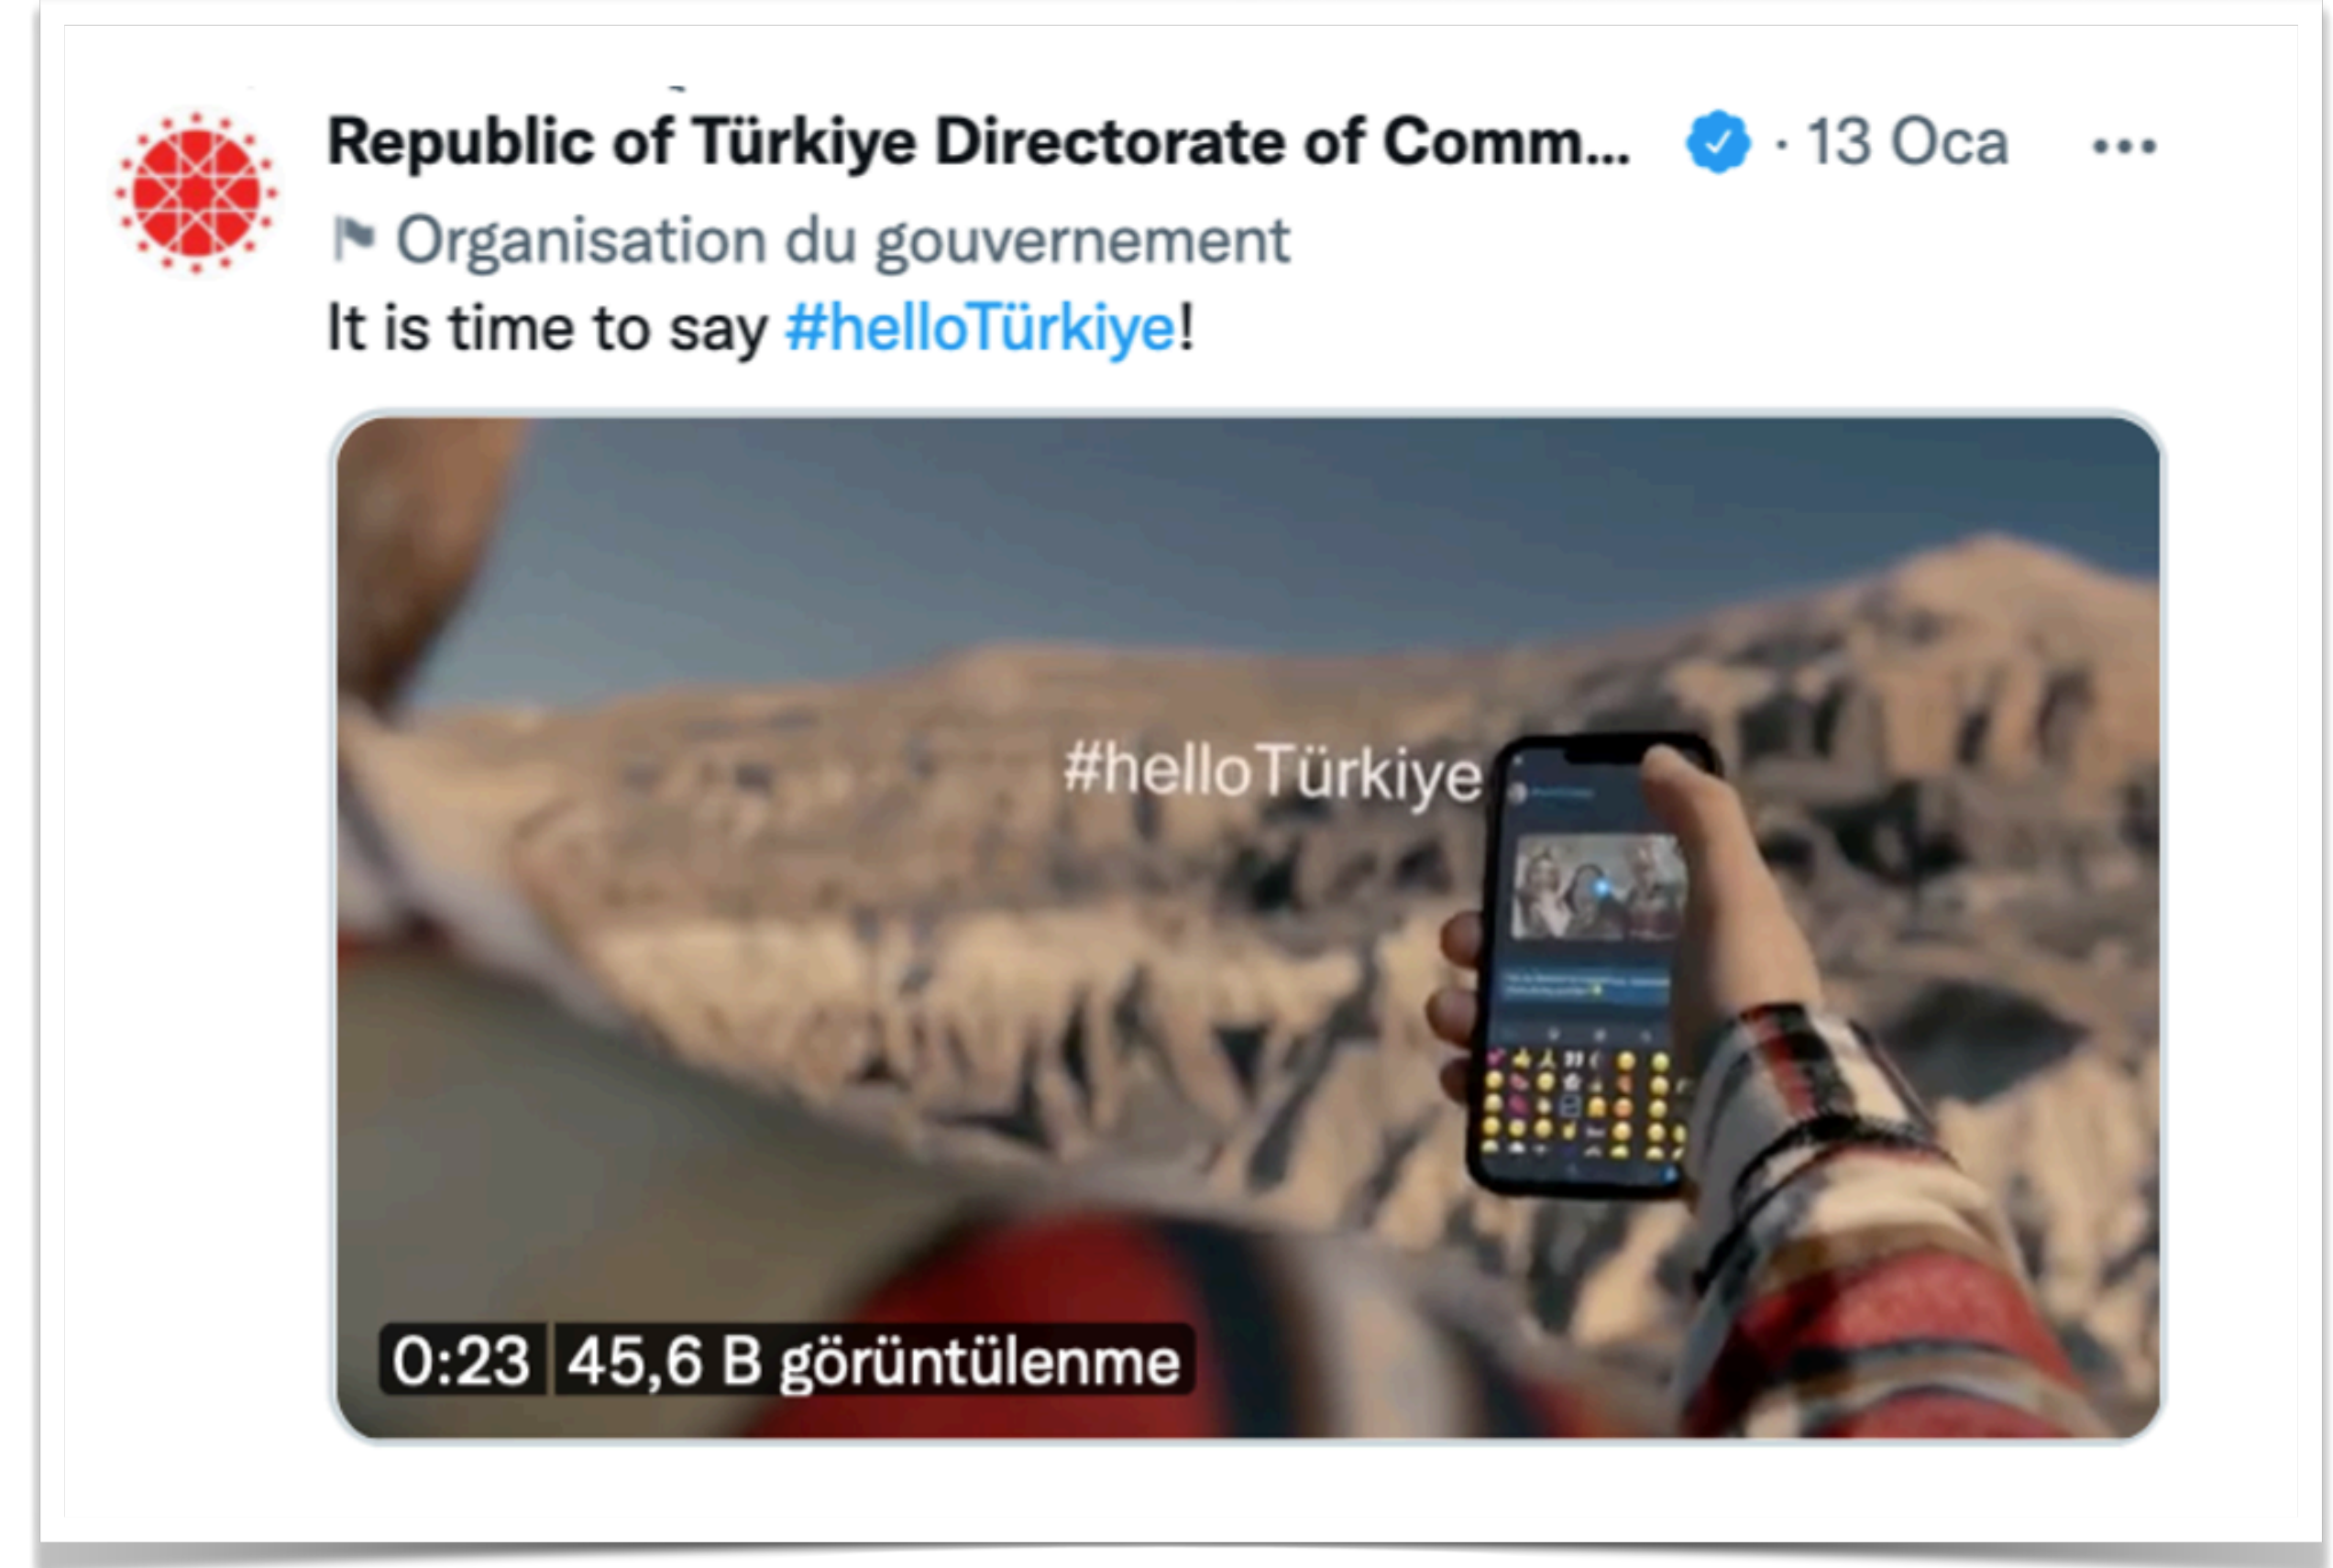 Republic of Türkiye Directorate of Comm... · 13 Oca
Organisation du gouvernement
It is time to say #helloTürkiye!
#helloTürkiye
0:23 45,6 B görüntülenme